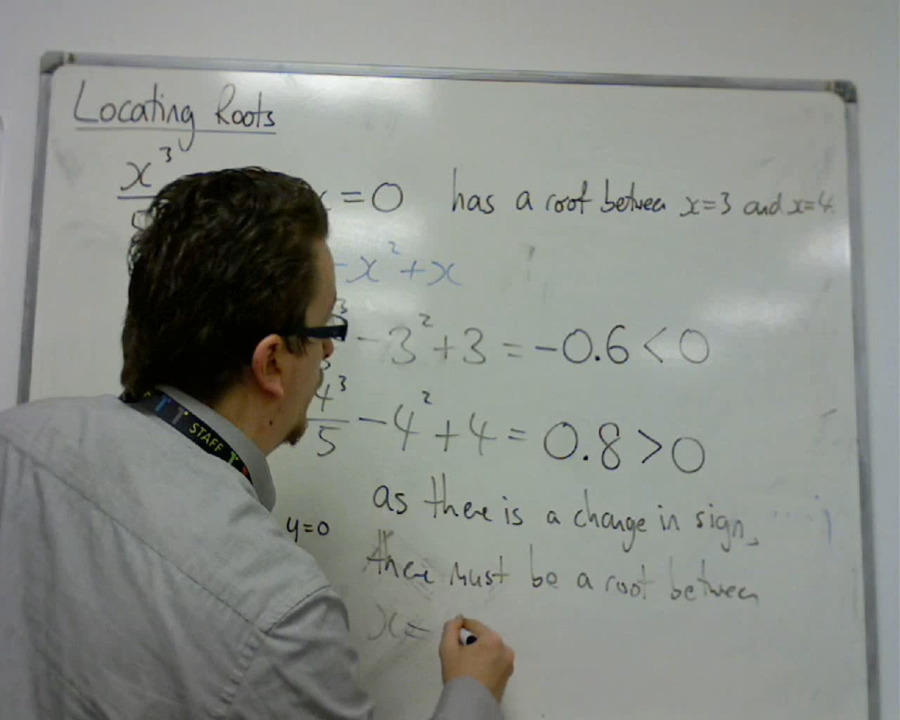 Locating Roots
x³ x = 0 has a root between x=3 and x=4.
-x² + x
3 - 3² + 3 = -0.6 < 0
4³/5 - 4² + 4 = 0.8 > 0
as there is a change in sign,
y=0
there must be a root between
x=
STAFF